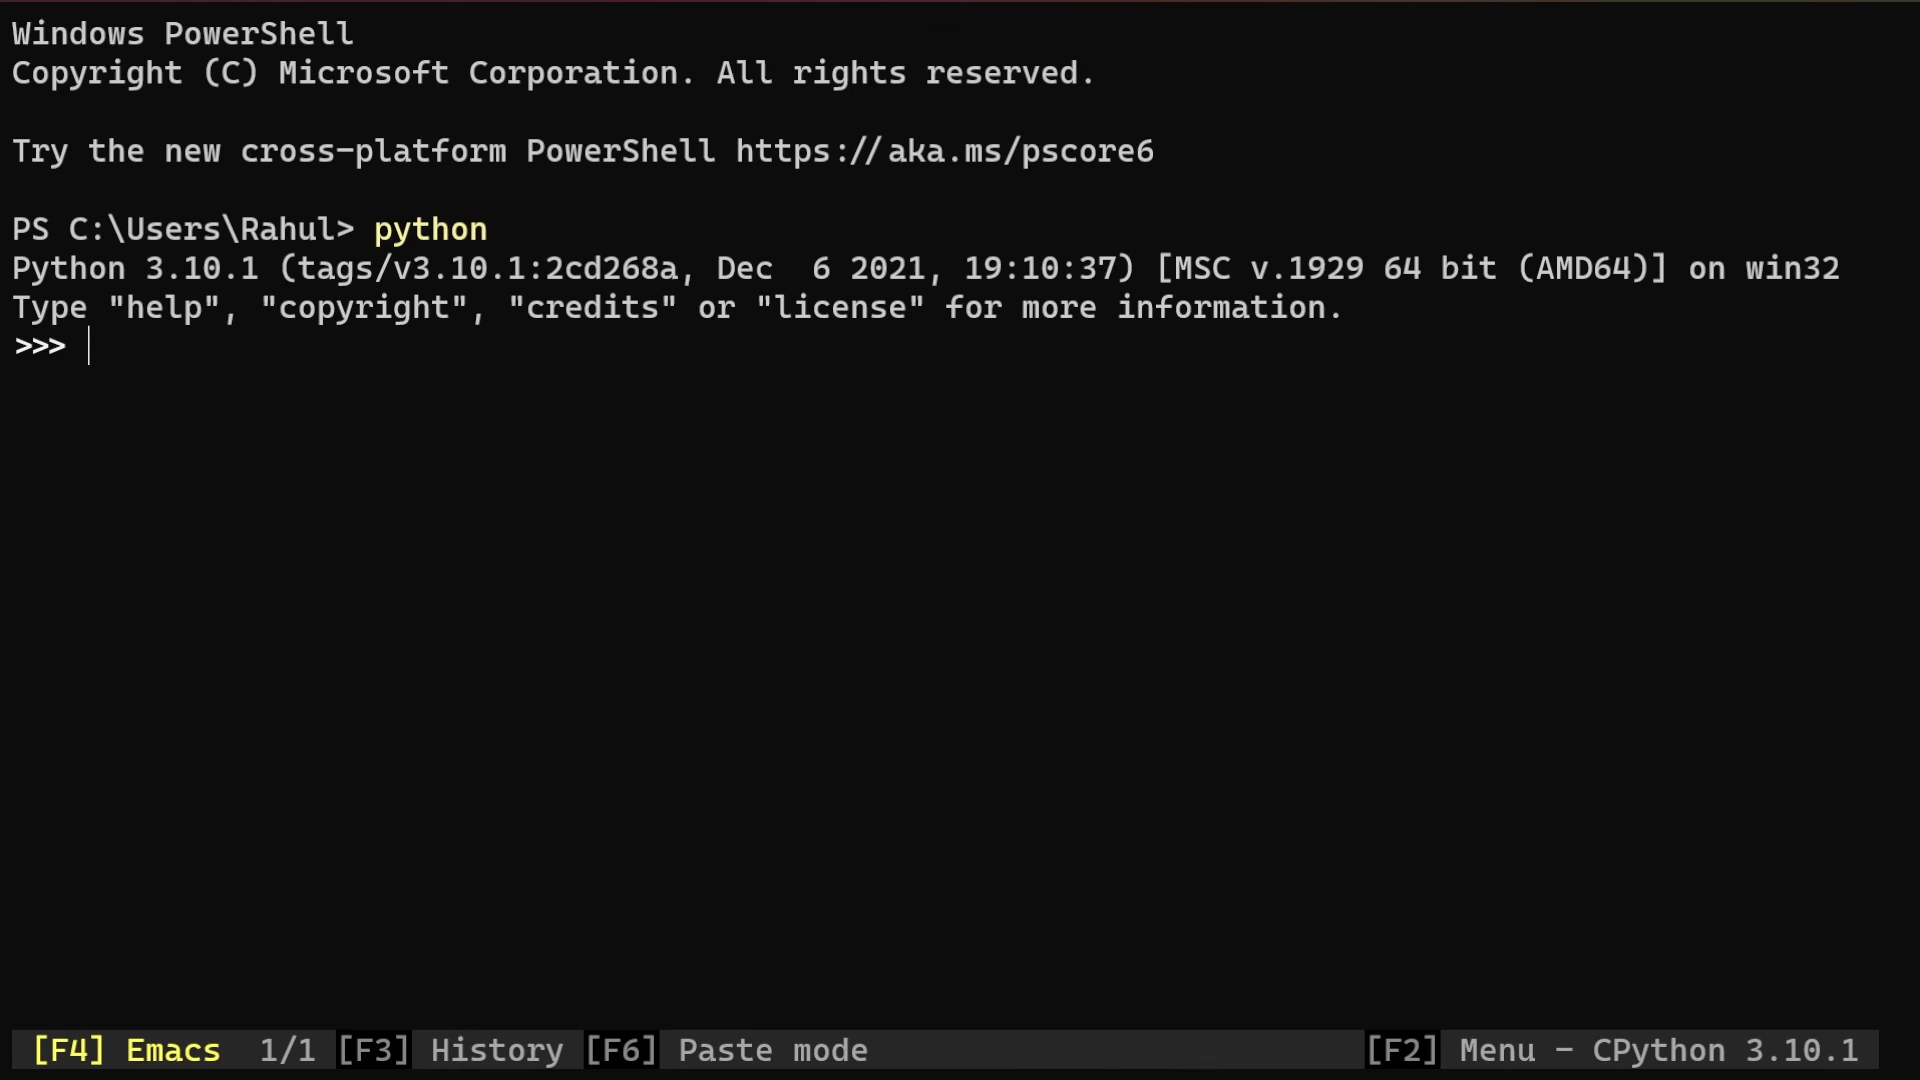 Windows PowerShell
Copyright (C) Microsoft Corporation. All rights reserved.
Try the new cross-platform PowerShell https://aka.ms/pscore6
PS C:\Users\Rahul> python
Python 3.10.1 (tags/v3.10.1:2cd268a, Dec  6 2021, 19:10:37) [MSC v.1929 64 bit (AMD64)] on win32
Type "help", "copyright", "credits" or "license" for more information.
>>>
[F4] Emacs  1/1 [F3] History [F6] Paste mode [F2] Menu - CPython 3.10.1